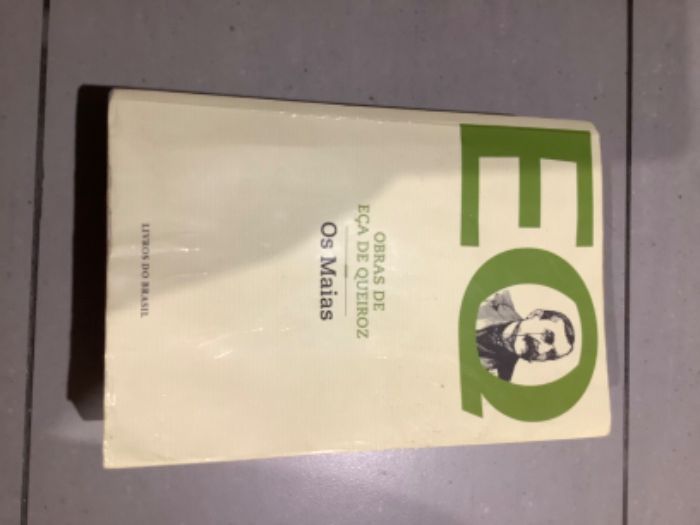 EQ
OBRAS DE
EÇA DE QUEIROZ
Os Maias
LIVROS DO BRASIL